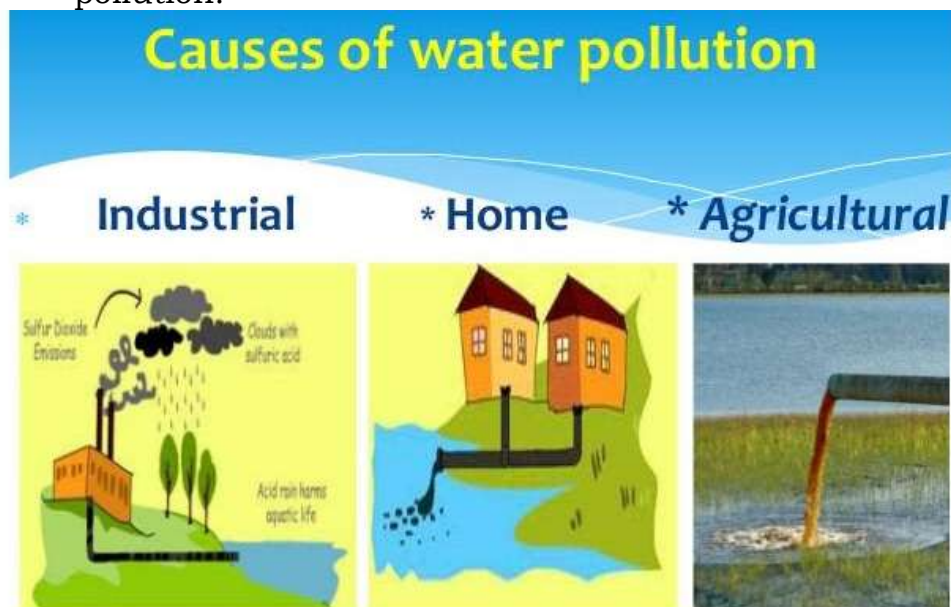 pollution.
Causes of water pollution
* Industrial
* Home
* Agricultural
Sulfur Dioxide
Emissions
Clouds with
sulfuric acid
Acid rain harms
aquatic life